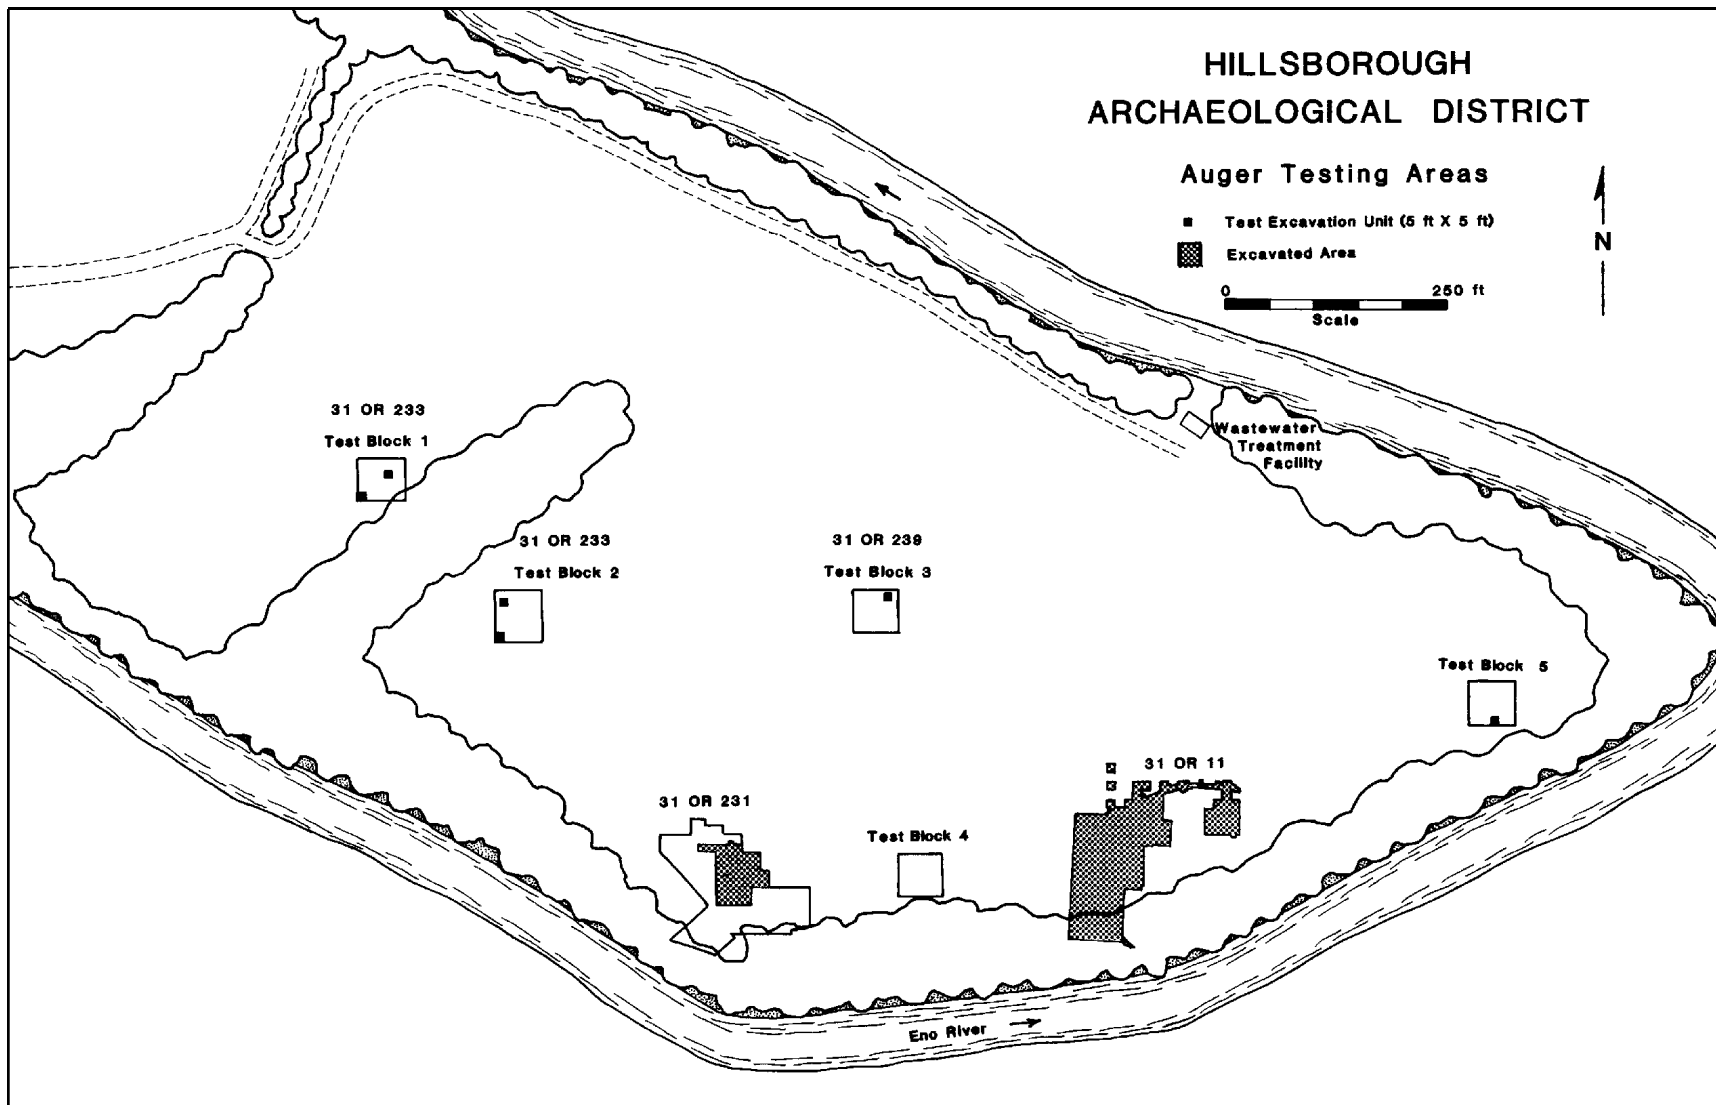 HILLSBOROUGH
ARCHAEOLOGICAL DISTRICT
Auger Testing Areas
Test Excavation Unit (5 ft X 5 ft)
Excavated Area
0 250 ft
Scale
N
31 OR 233
Test Block 1
Wastewater
Treatment
Facility
31 OR 233
Test Block 2
31 OR 239
Test Block 3
Test Block 5
31 OR 11
31 OR 231
Test Block 4
Eno River